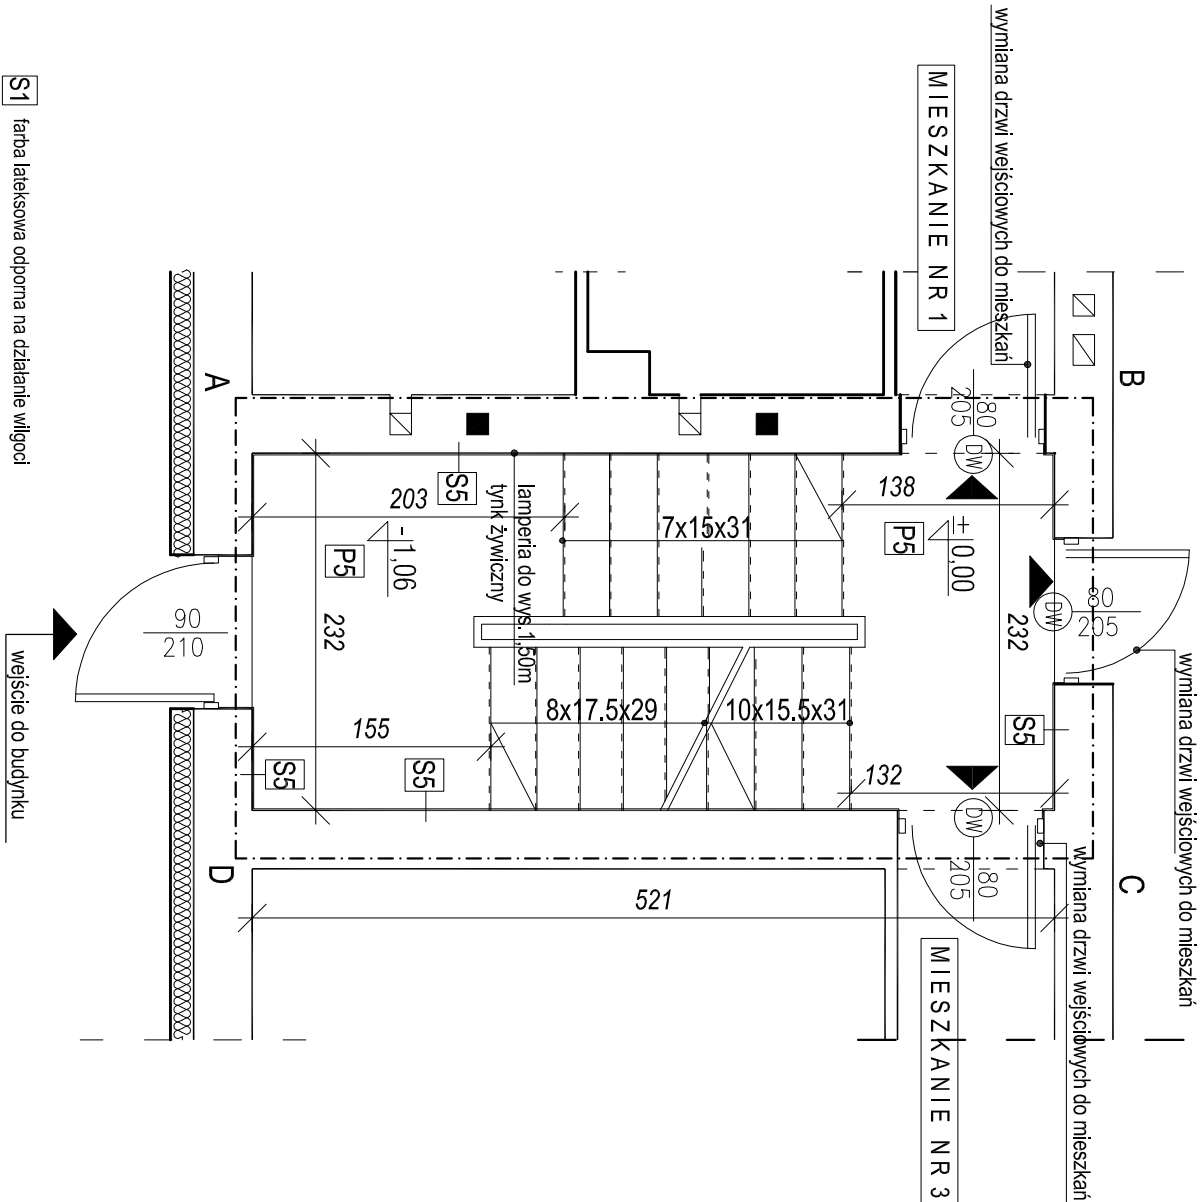 wymiana drzwi wejściowych do mieszkań
MIESZKANIE NR 1
S1 farba lateksowa odporna na działanie wilgoci
A
B
80
205
DW
S5
203
138
lamperia do wys.1,50m
tynk żywiczny
7x15x31
-1,06
P5
±0,00
P5
90
210
232
232
80
205
DW
wejście do budynku
8x17.5x29
10x15.5x31
155
132
S5
S5
S5
wymiana drzwi wejściowych do mieszkań
DW
80
205
D
C
521
MIESZKANIE NR 3
wymiana drzwi wejściowych do mieszkań